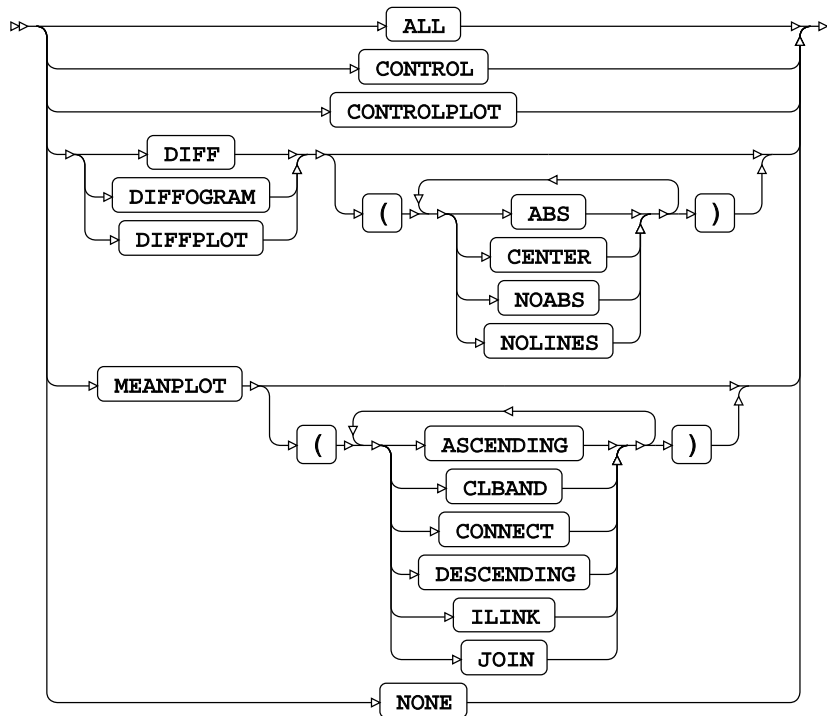 ALL
CONTROL
CONTROLPLOT
DIFF
DIFFOGRAM
DIFFPLOT
(
ABS
)
CENTER
NOABS
NOLINES
MEANPLOT
(
ASCENDING
)
CLBAND
CONNECT
DESCENDING
ILINK
JOIN
NONE